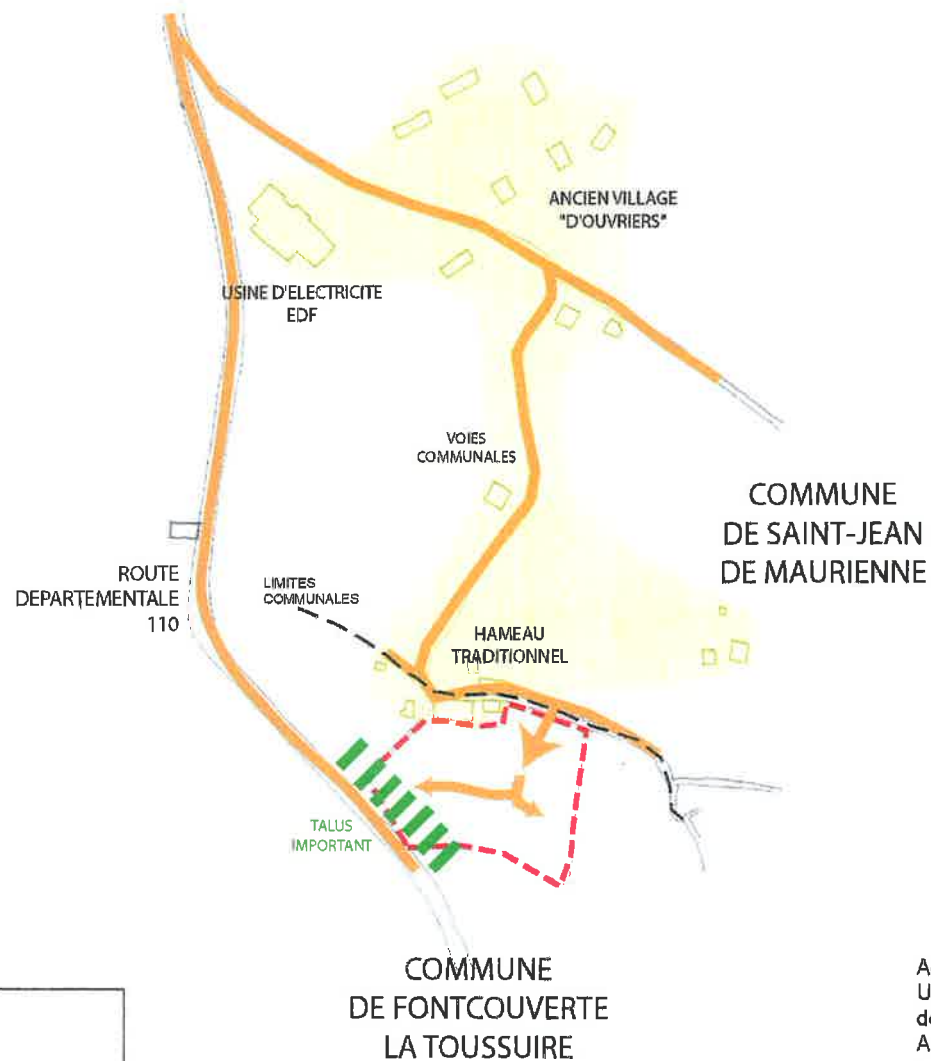 ANCIEN VILLAGE
"D'OUVRIERS"
USINE D'ELECTRICITE
EDF
VOIES
COMMUNALES
COMMUNE
DE SAINT-JEAN
DE MAURIENNE
ROUTE
DEPARTEMENTALE
110
LIMITES
COMMUNALES
HAMEAU
TRADITIONNEL
TALUS
IMPORTANT
COMMUNE
DE FONTCOUVERTE
LA TOUSSUIRE